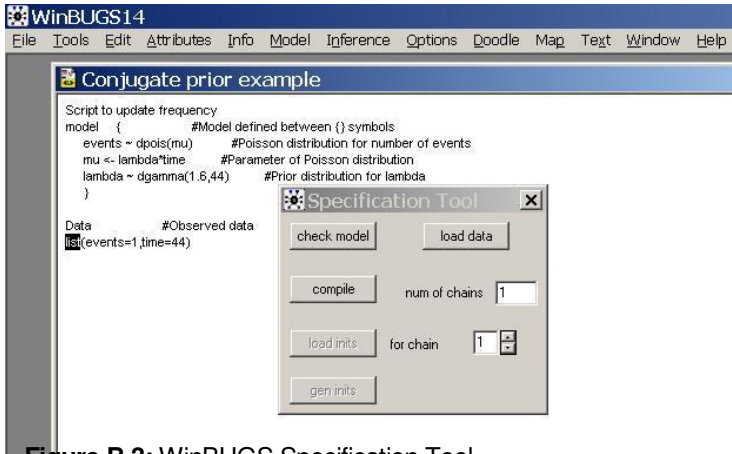 WinBUGS14
File Tools Edit Attributes Info Model Inference Options Doodle Map Text Window Help
Conjugate prior example
Script to update frequency
model { #Model defined between {} symbols
events ~ dpois(mu) #Poisson distribution for number of events
mu <- lambda*time #Parameter of Poisson distribution
lambda ~ dgamma(1.6,44) #Prior distribution for lambda
}
Data #Observed data
list(events=1,time=44)
Specification Tool
check model load data
compile num of chains 1
load inits for chain 1
gen inits
WinBUGS Specification Tool